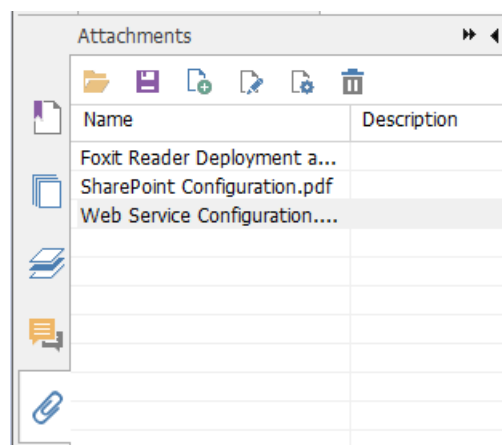 Attachments
Name Description
Foxit Reader Deployment a...
SharePoint Configuration.pdf
Web Service Configuration....